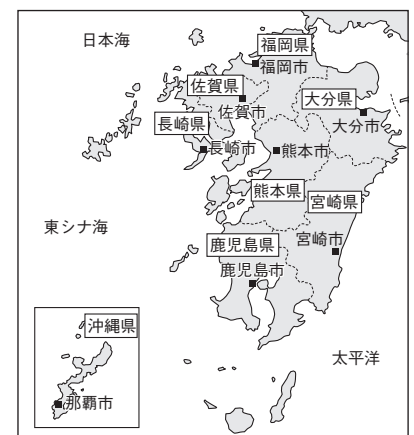 日本海
福岡県
福岡市
佐賀県
佐賀市
大分県
大分市
長崎県
長崎市
熊本市
熊本県
宮崎県
東シナ海
鹿児島県
宮崎市
鹿児島市
沖縄県
那覇市
太平洋